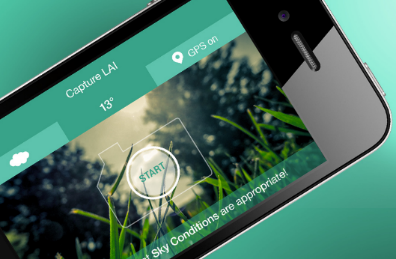 Capture LAI
GPS on
13°
START
Sky Conditions are appropriate!